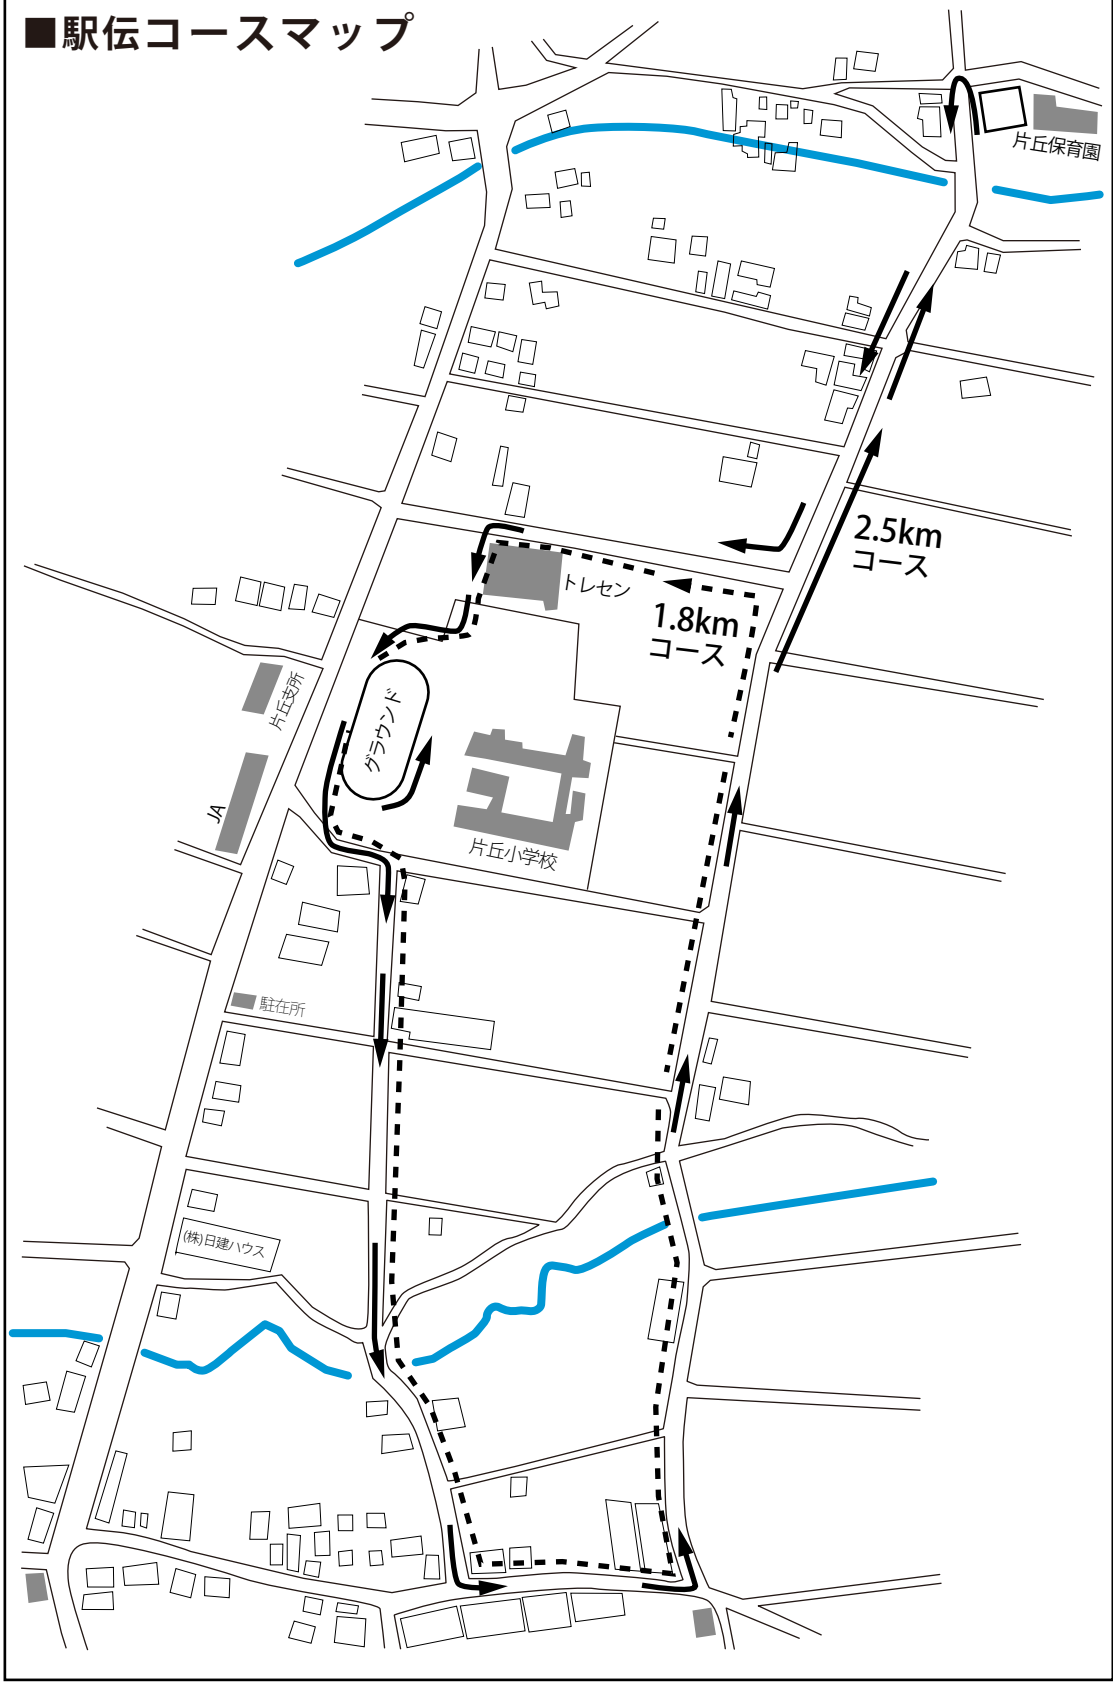 ■駅伝コースマップ
片丘保育園
2.5km
コース
トレセン
1.8km
コース
片丘支所
グラウンド
JA
片丘小学校
駐在所
(株)日建ハウス